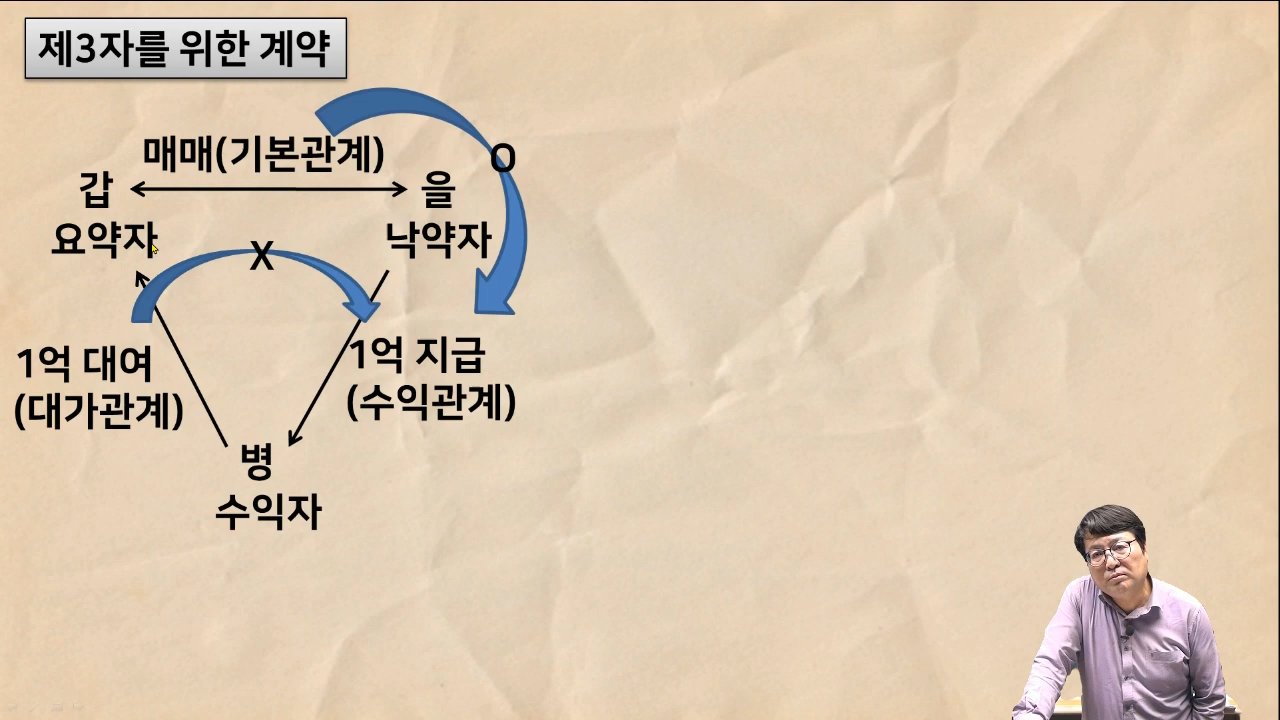 제3자를 위한 계약
매매(기본관계)
O
갑
을
요약자
낙약자
X
1억 대여
(대가관계)
1억 지급
(수익관계)
병
수익자